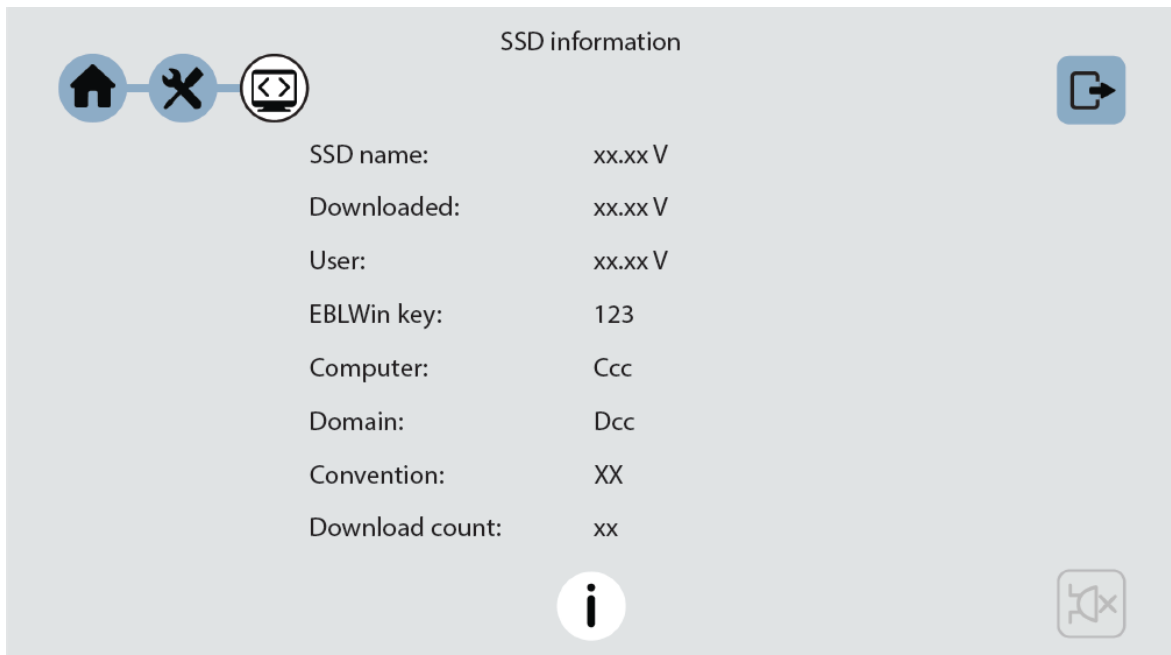 SSD information
SSD name: xx.xx V
Downloaded: xx.xx V
User: xx.xx V
EBLWin key: 123
Computer: Ccc
Domain: Dcc
Convention: XX
Download count: xx
i